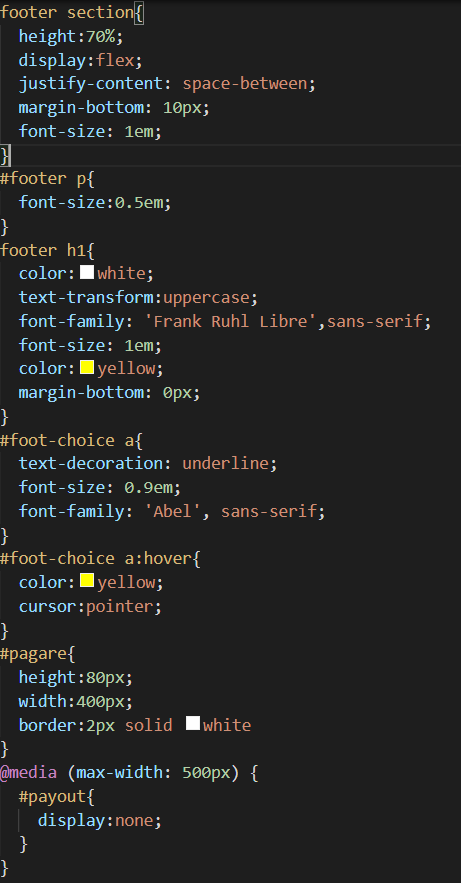 footer section{
  height:70%;
  display:flex;
  justify-content: space-between;
  margin-bottom: 10px;
  font-size: 1em;
}
#footer p{
  font-size:0.5em;
}
footer h1{
  color:white;
  text-transform:uppercase;
  font-family: 'Frank Ruhl Libre',sans-serif;
  font-size: 1em;
  color:yellow;
  margin-bottom: 0px;
}
#foot-choice a{
  text-decoration: underline;
  font-size: 0.9em;
  font-family: 'Abel', sans-serif;
}
#foot-choice a:hover{
  color:yellow;
  cursor:pointer;
}
#pagare{
  height:80px;
  width:400px;
  border:2px solid white
}
@media (max-width: 500px) {
  #payout{
    display:none;
  }
}